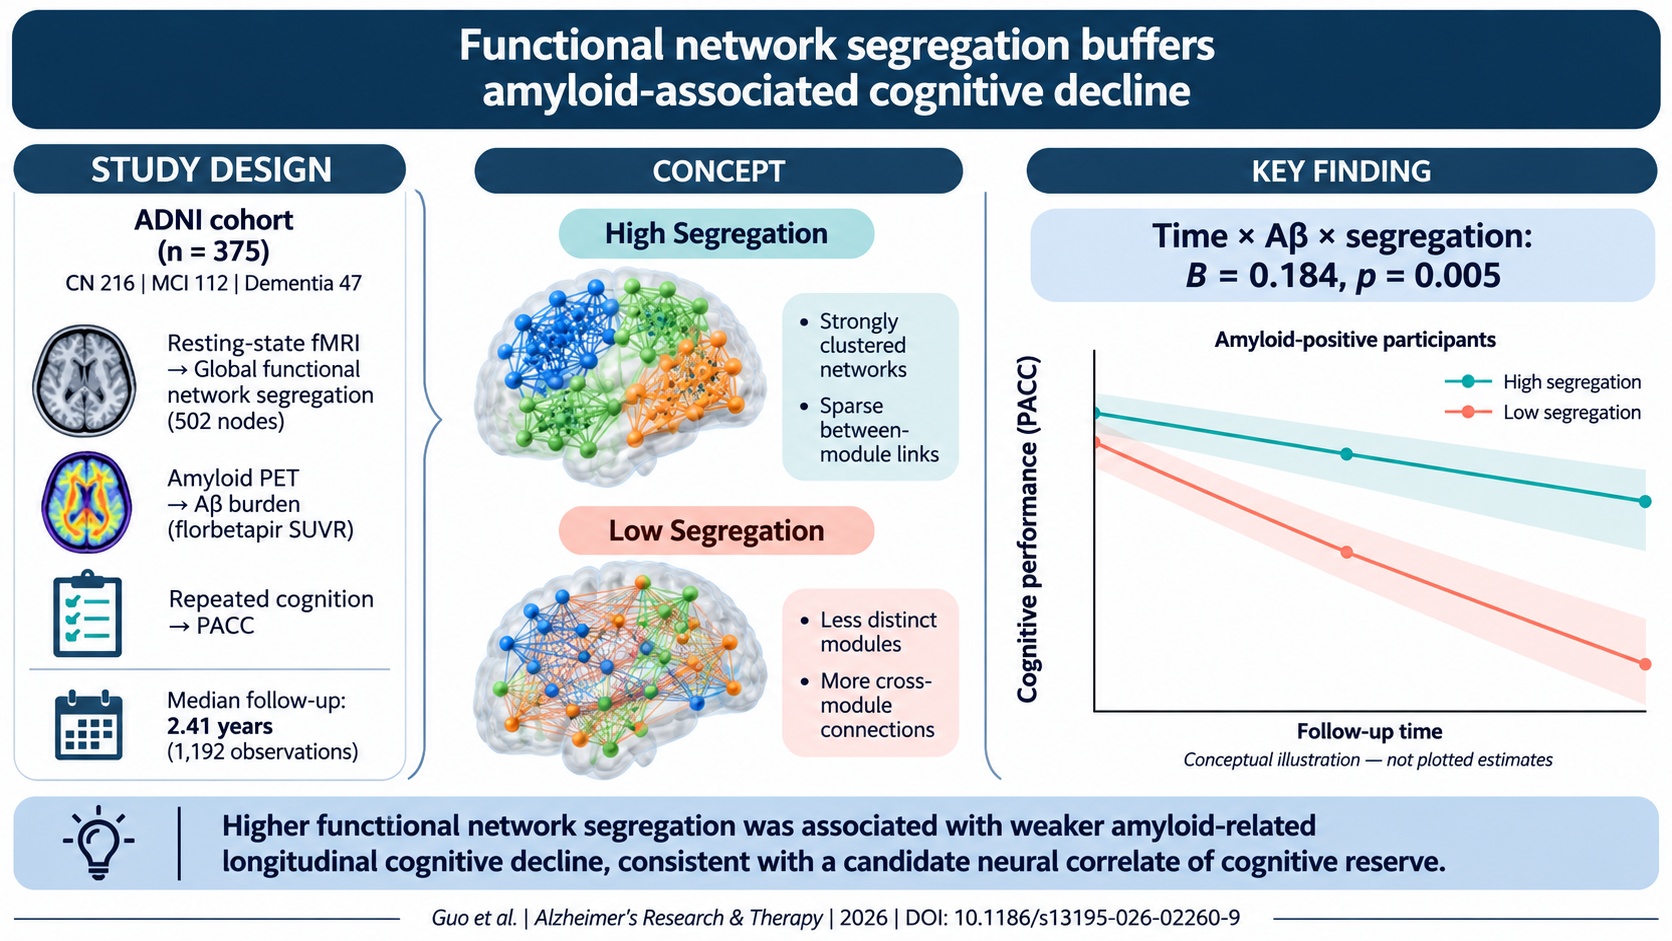 Functional network segregation buffers
amyloid-associated cognitive decline
STUDY DESIGN
ADNI cohort
(n = 375)
CN 216 | MCI 112 | Dementia 47
Resting-state fMRI
→ Global functional
network segregation
(502 nodes)
Amyloid PET
→ Aβ burden
(florbetapir SUVR)
Repeated cognition
→ PACC
Median follow-up:
2.41 years
(1,192 observations)
CONCEPT
High Segregation
• Strongly
clustered
networks
• Sparse
between-
module links
Low Segregation
• Less distinct
modules
• More cross-
module
connections
KEY FINDING
Time × Aβ × segregation:
B = 0.184, p = 0.005
Amyloid-positive participants
High segregation
Low segregation
Cognitive performance (PACC)
Follow-up time
Conceptual illustration — not plotted estimates
Higher functional network segregation was associated with weaker amyloid-related
longitudinal cognitive decline, consistent with a candidate neural correlate of cognitive reserve.
Guo et al. | Alzheimer's Research & Therapy | 2026 | DOI: 10.1186/s13195-026-02260-9